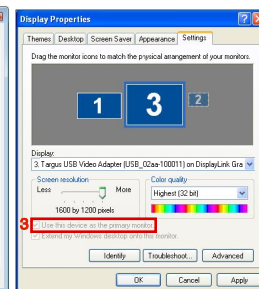 Display Properties
Themes Desktop Screen Saver Appearance Settings
Drag the monitor icons to match the physical arrangement of your monitors.
1 3 2
Display:
3. Targus USB Video Adapter (USB_02aa-100011) on DisplayLink Gra
Screen resolution
Less More
1600 by 1200 pixels
Color quality
Highest (32 bit)
3 Use this device as the primary monitor.
Extend my Windows desktop onto this monitor.
Identify Troubleshoot... Advanced
OK Cancel Apply